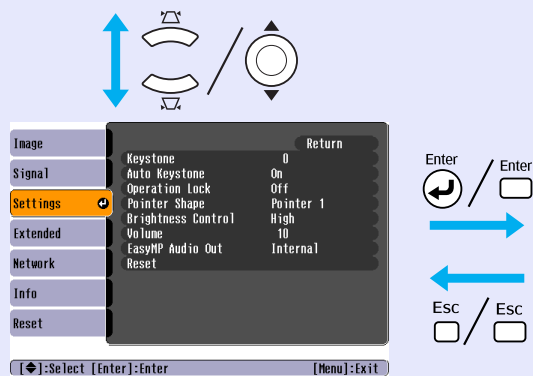 Image
Signal
Settings
Extended
Network
Info
Reset
Return
Keystone 0
Auto Keystone On
Operation Lock Off
Pointer Shape Pointer 1
Brightness Control High
Volume 10
EasyMP Audio Out Internal
Reset
[◆]:Select [Enter]:Enter [Menu]:Exit
Enter Enter
Esc Esc